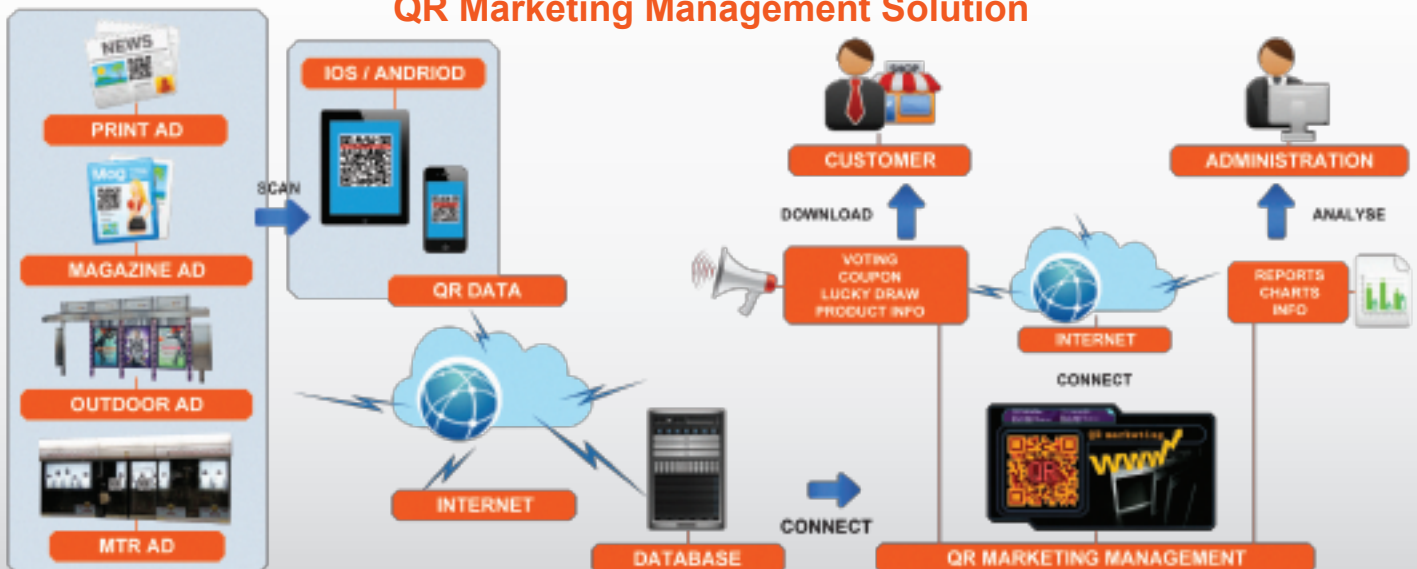 QR Marketing Management Solution
NEWS
PRINT AD
Mag
MAGAZINE AD
OUTDOOR AD
MTR AD
SCAN
IOS / ANDRIOD
QR DATA
INTERNET
DATABASE
CONNECT
SHOP
CUSTOMER
DOWNLOAD
VOTING
COUPON
LUCKY DRAW
PRODUCT INFO
INTERNET
CONNECT
ADMINISTRATION
ANALYSE
REPORTS
CHARTS
INFO
QR marketing
WWW
QR
QR MARKETING MANAGEMENT